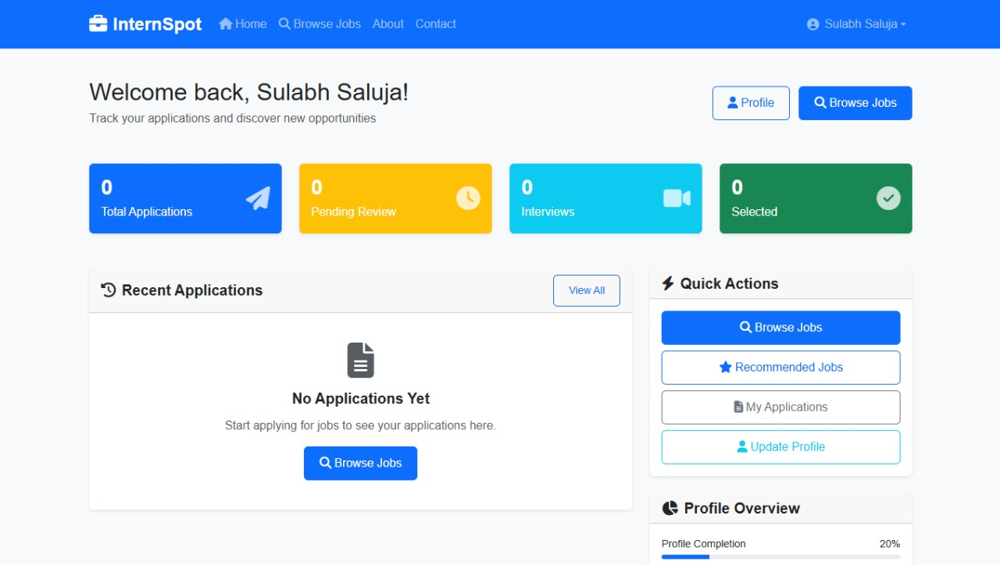 InternSpot Home Browse Jobs About Contact Sulabh Saluja
Welcome back, Sulabh Saluja!
Track your applications and discover new opportunities
Profile Browse Jobs
0
Total Applications
0
Pending Review
0
Interviews
0
Selected
Recent Applications View All
No Applications Yet
Start applying for jobs to see your applications here.
Browse Jobs
Quick Actions
Browse Jobs
Recommended Jobs
My Applications
Update Profile
Profile Overview
Profile Completion 20%